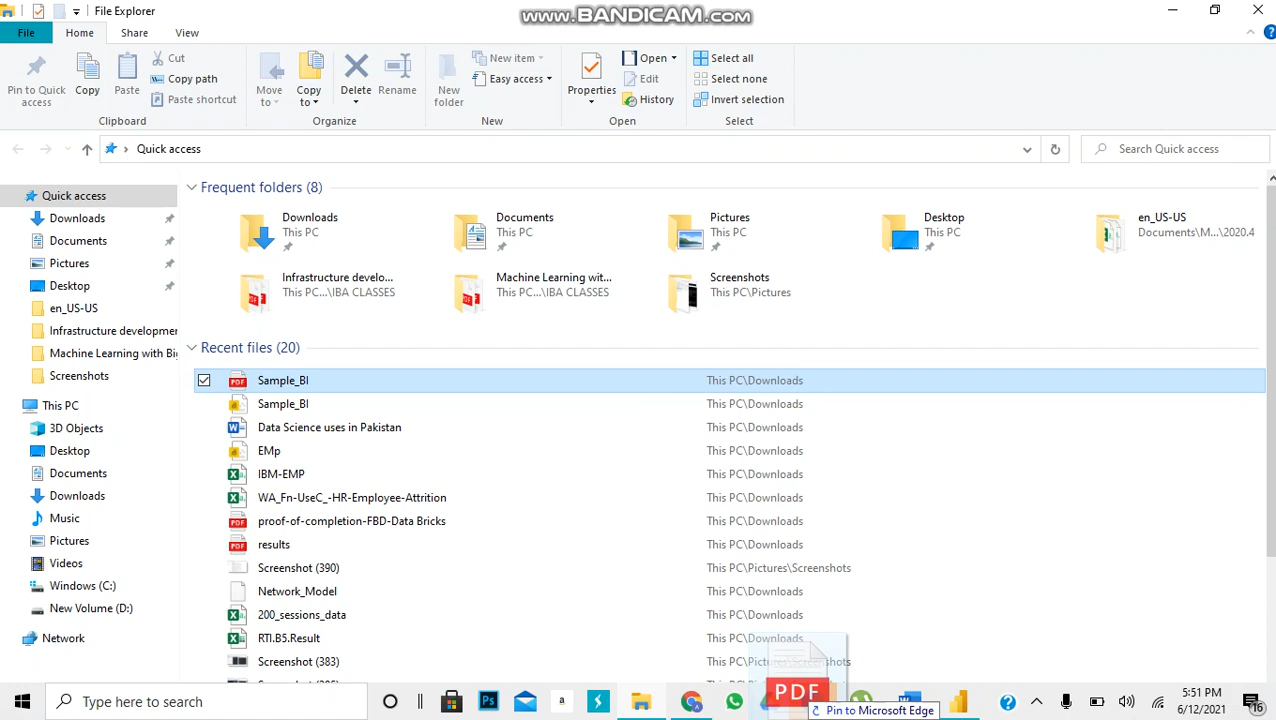 File Explorer
www.BANDICAM.com
File Home Share View
Pin to Quick access
Copy
Paste
Cut
Copy path
Paste shortcut
Clipboard
Move to
Copy to
Delete
Rename
Organize
New folder
New item
Easy access
New
Properties
Open
Edit
History
Open
Select all
Select none
Invert selection
Select
Quick access
Search Quick access
Quick access
Downloads
Documents
Pictures
Desktop
en_US-US
Infrastructure developmer
Machine Learning with Big
Screenshots
This PC
3D Objects
Desktop
Documents
Downloads
Music
Pictures
Videos
Windows (C:)
New Volume (D:)
Network
Frequent folders (8)
Downloads
This PC
Documents
This PC
Pictures
This PC
Desktop
This PC
en_US-US
Documents\M...\2020.4
Infrastructure develo...
This PC...\IBA CLASSES
Machine Learning wit...
This PC...\IBA CLASSES
Screenshots
This PC\Pictures
Recent files (20)
Sample_BI This PC\Downloads
Sample_BI This PC\Downloads
Data Science uses in Pakistan This PC\Downloads
EMp This PC\Downloads
IBM-EMP This PC\Downloads
WA_Fn-UseC_-HR-Employee-Attrition This PC\Downloads
proof-of-completion-FBD-Data Bricks This PC\Downloads
results This PC\Downloads
Screenshot (390) This PC\Pictures\Screenshots
Network_Model This PC\Downloads
200_sessions_data This PC\Downloads
RTI.B5.Result This PC\Downloads
Screenshot (383) This PC\Pictures\Screenshots
PDF
Pin to Microsoft Edge
Type here to search
9:51 PM
6/12/2021
16